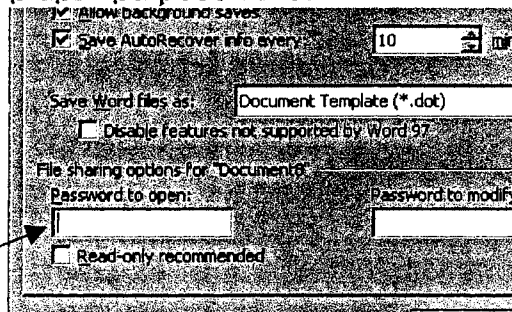 Allow background saves
Save AutoRecover info every: 10
Save Word files as: Document Template (*.dot)
Disable features not supported by Word 97
File sharing options for "Document6"
Password to open: Password to modify
Read-only recommended